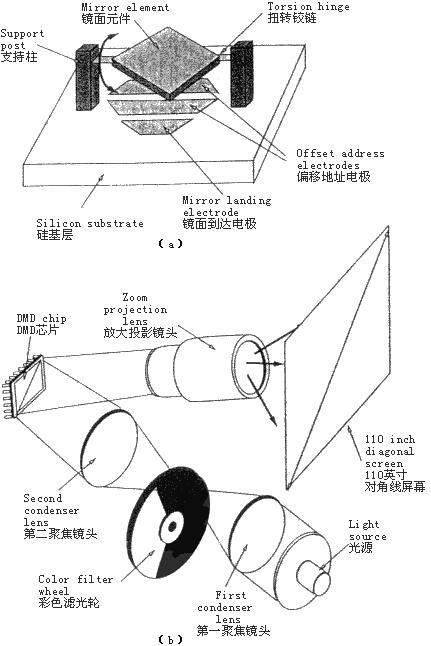 Mirror element
镜面元件
Torsion hinge
扭转铰链
Support
post
支持柱
Offset address
electrodes
偏移地址电极
Mirror landing
electrode
镜面到达电极
Silicon substrate
硅基层
(a)
Zoom
projection
lens
放大投影镜头
DMD chip
DMD芯片
110 inch
diagonal
screen
110英寸
对角线屏幕
Second
condenser
lens
第二聚焦镜头
Light
source
光源
Color filter
wheel
彩色滤光轮
First
condenser
lens
第一聚焦镜头
(b)